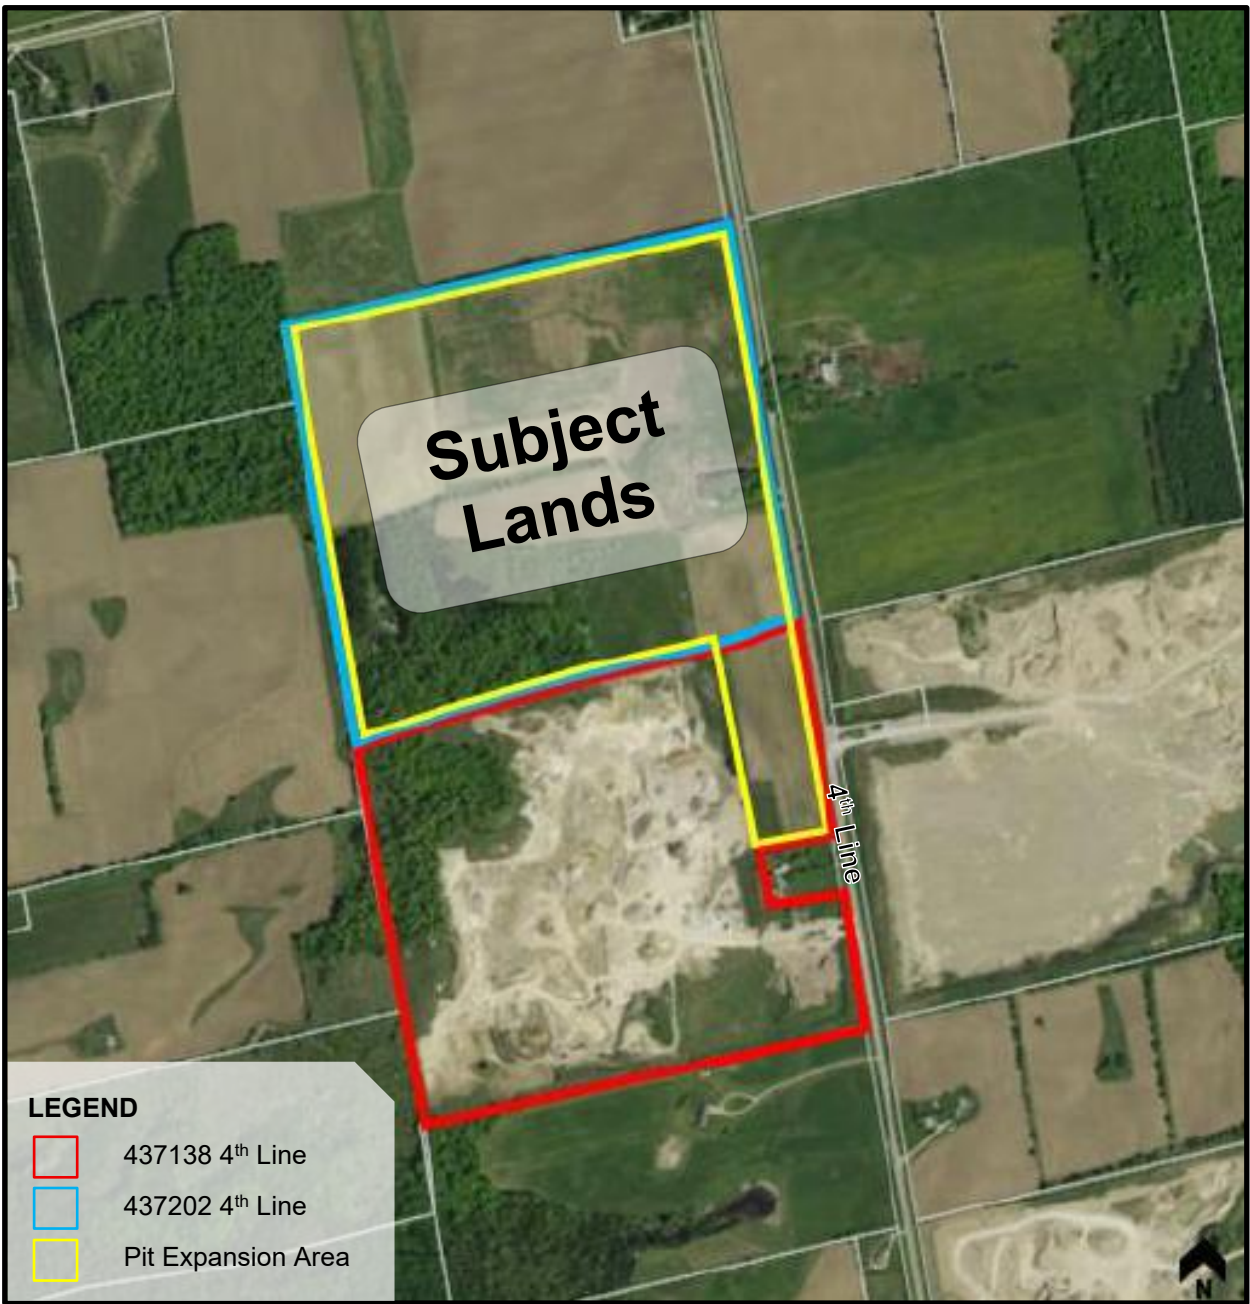 Subject
Lands
4th Line
LEGEND
437138 4th Line
437202 4th Line
Pit Expansion Area
N